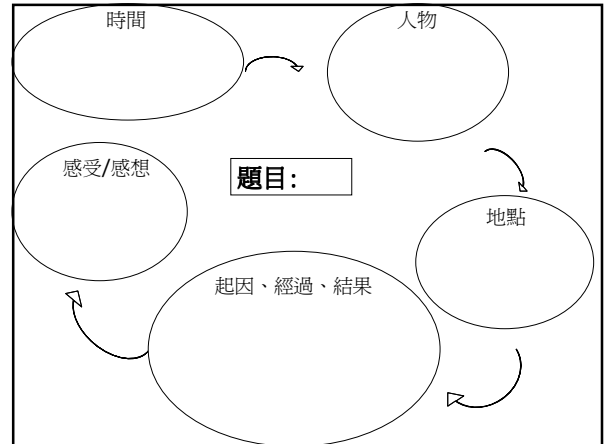 時間
人物
感受/感想
題目:
地點
起因、經過、結果